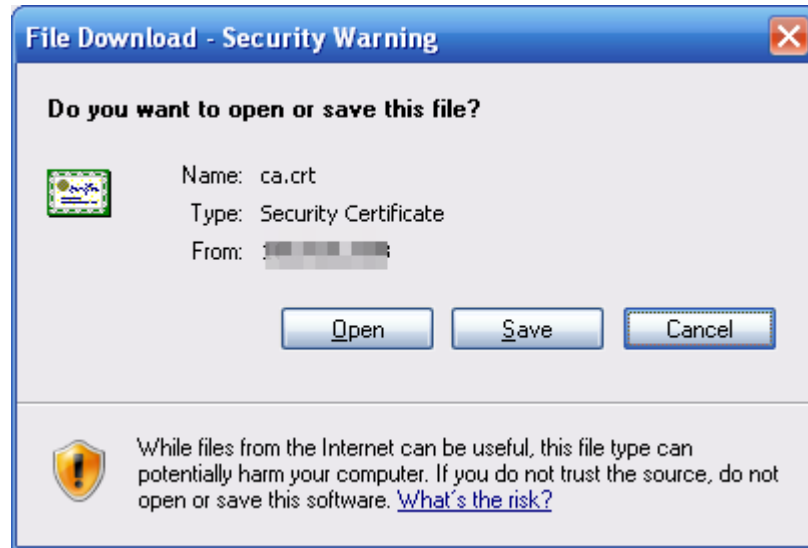 File Download - Security Warning
Do you want to open or save this file?
Name: ca.crt
Type: Security Certificate
From:
Open Save Cancel
While files from the Internet can be useful, this file type can
potentially harm your computer. If you do not trust the source, do not
open or save this software. What's the risk?